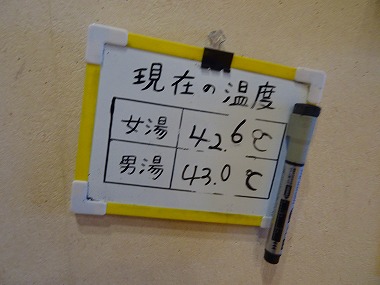 現在の温度
女湯 42.6℃
男湯 43.0℃